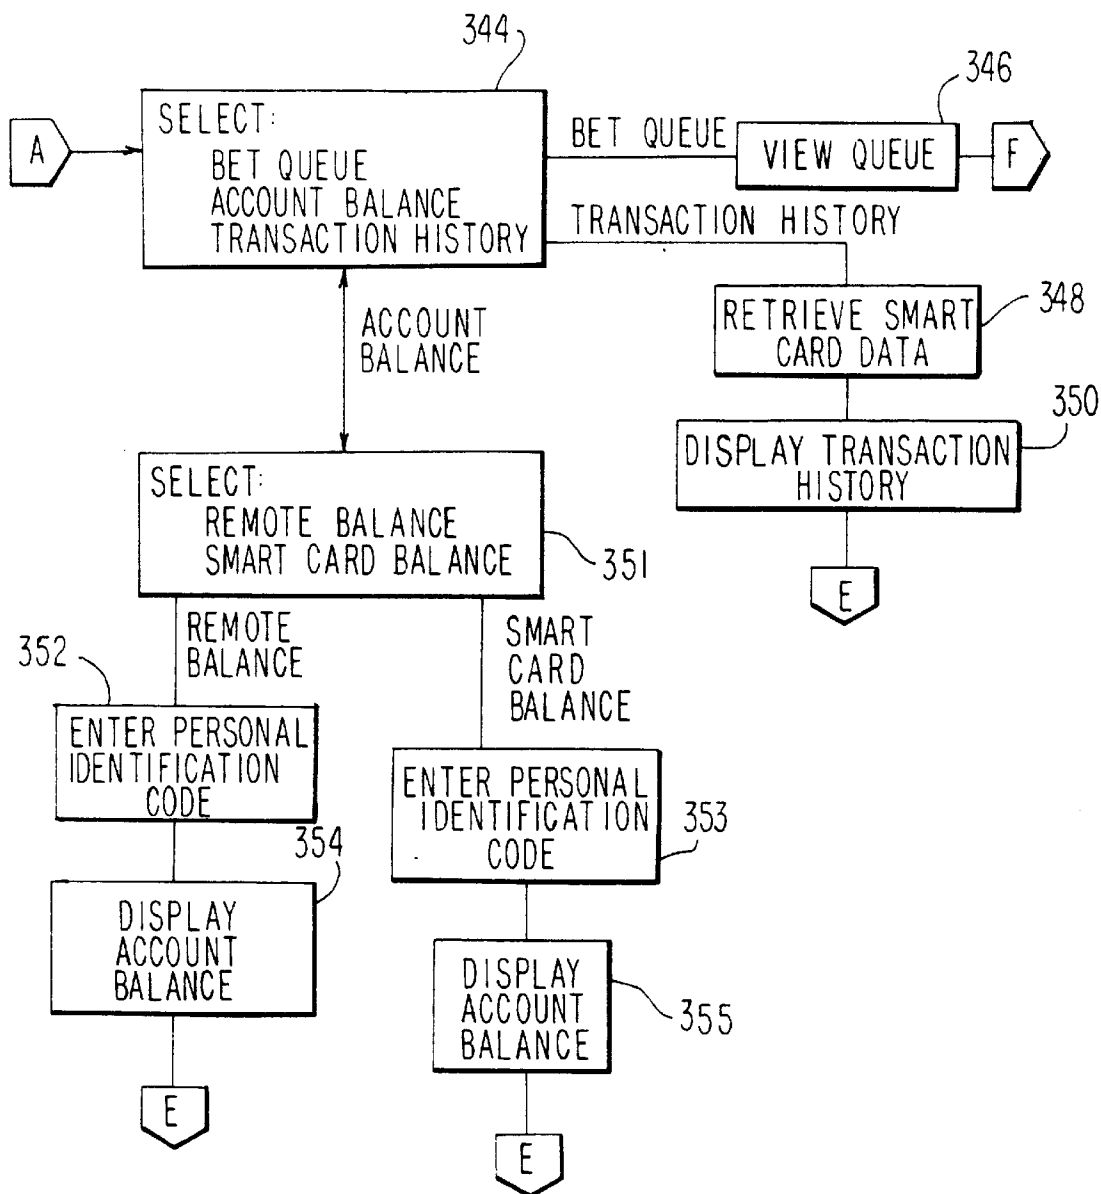 344
346
A
SELECT:
BET QUEUE
ACCOUNT BALANCE
TRANSACTION HISTORY
BET QUEUE
VIEW QUEUE
F
TRANSACTION HISTORY
348
RETRIEVE SMART
CARD DATA
350
DISPLAY TRANSACTION
HISTORY
E
ACCOUNT
BALANCE
SELECT:
REMOTE BALANCE
SMART CARD BALANCE
351
REMOTE
BALANCE
352
ENTER PERSONAL
IDENTIFICATION
CODE
354
DISPLAY
ACCOUNT
BALANCE
E
SMART
CARD
BALANCE
ENTER PERSONAL
IDENTIFICATION
CODE
353
DISPLAY
ACCOUNT
BALANCE
355
E